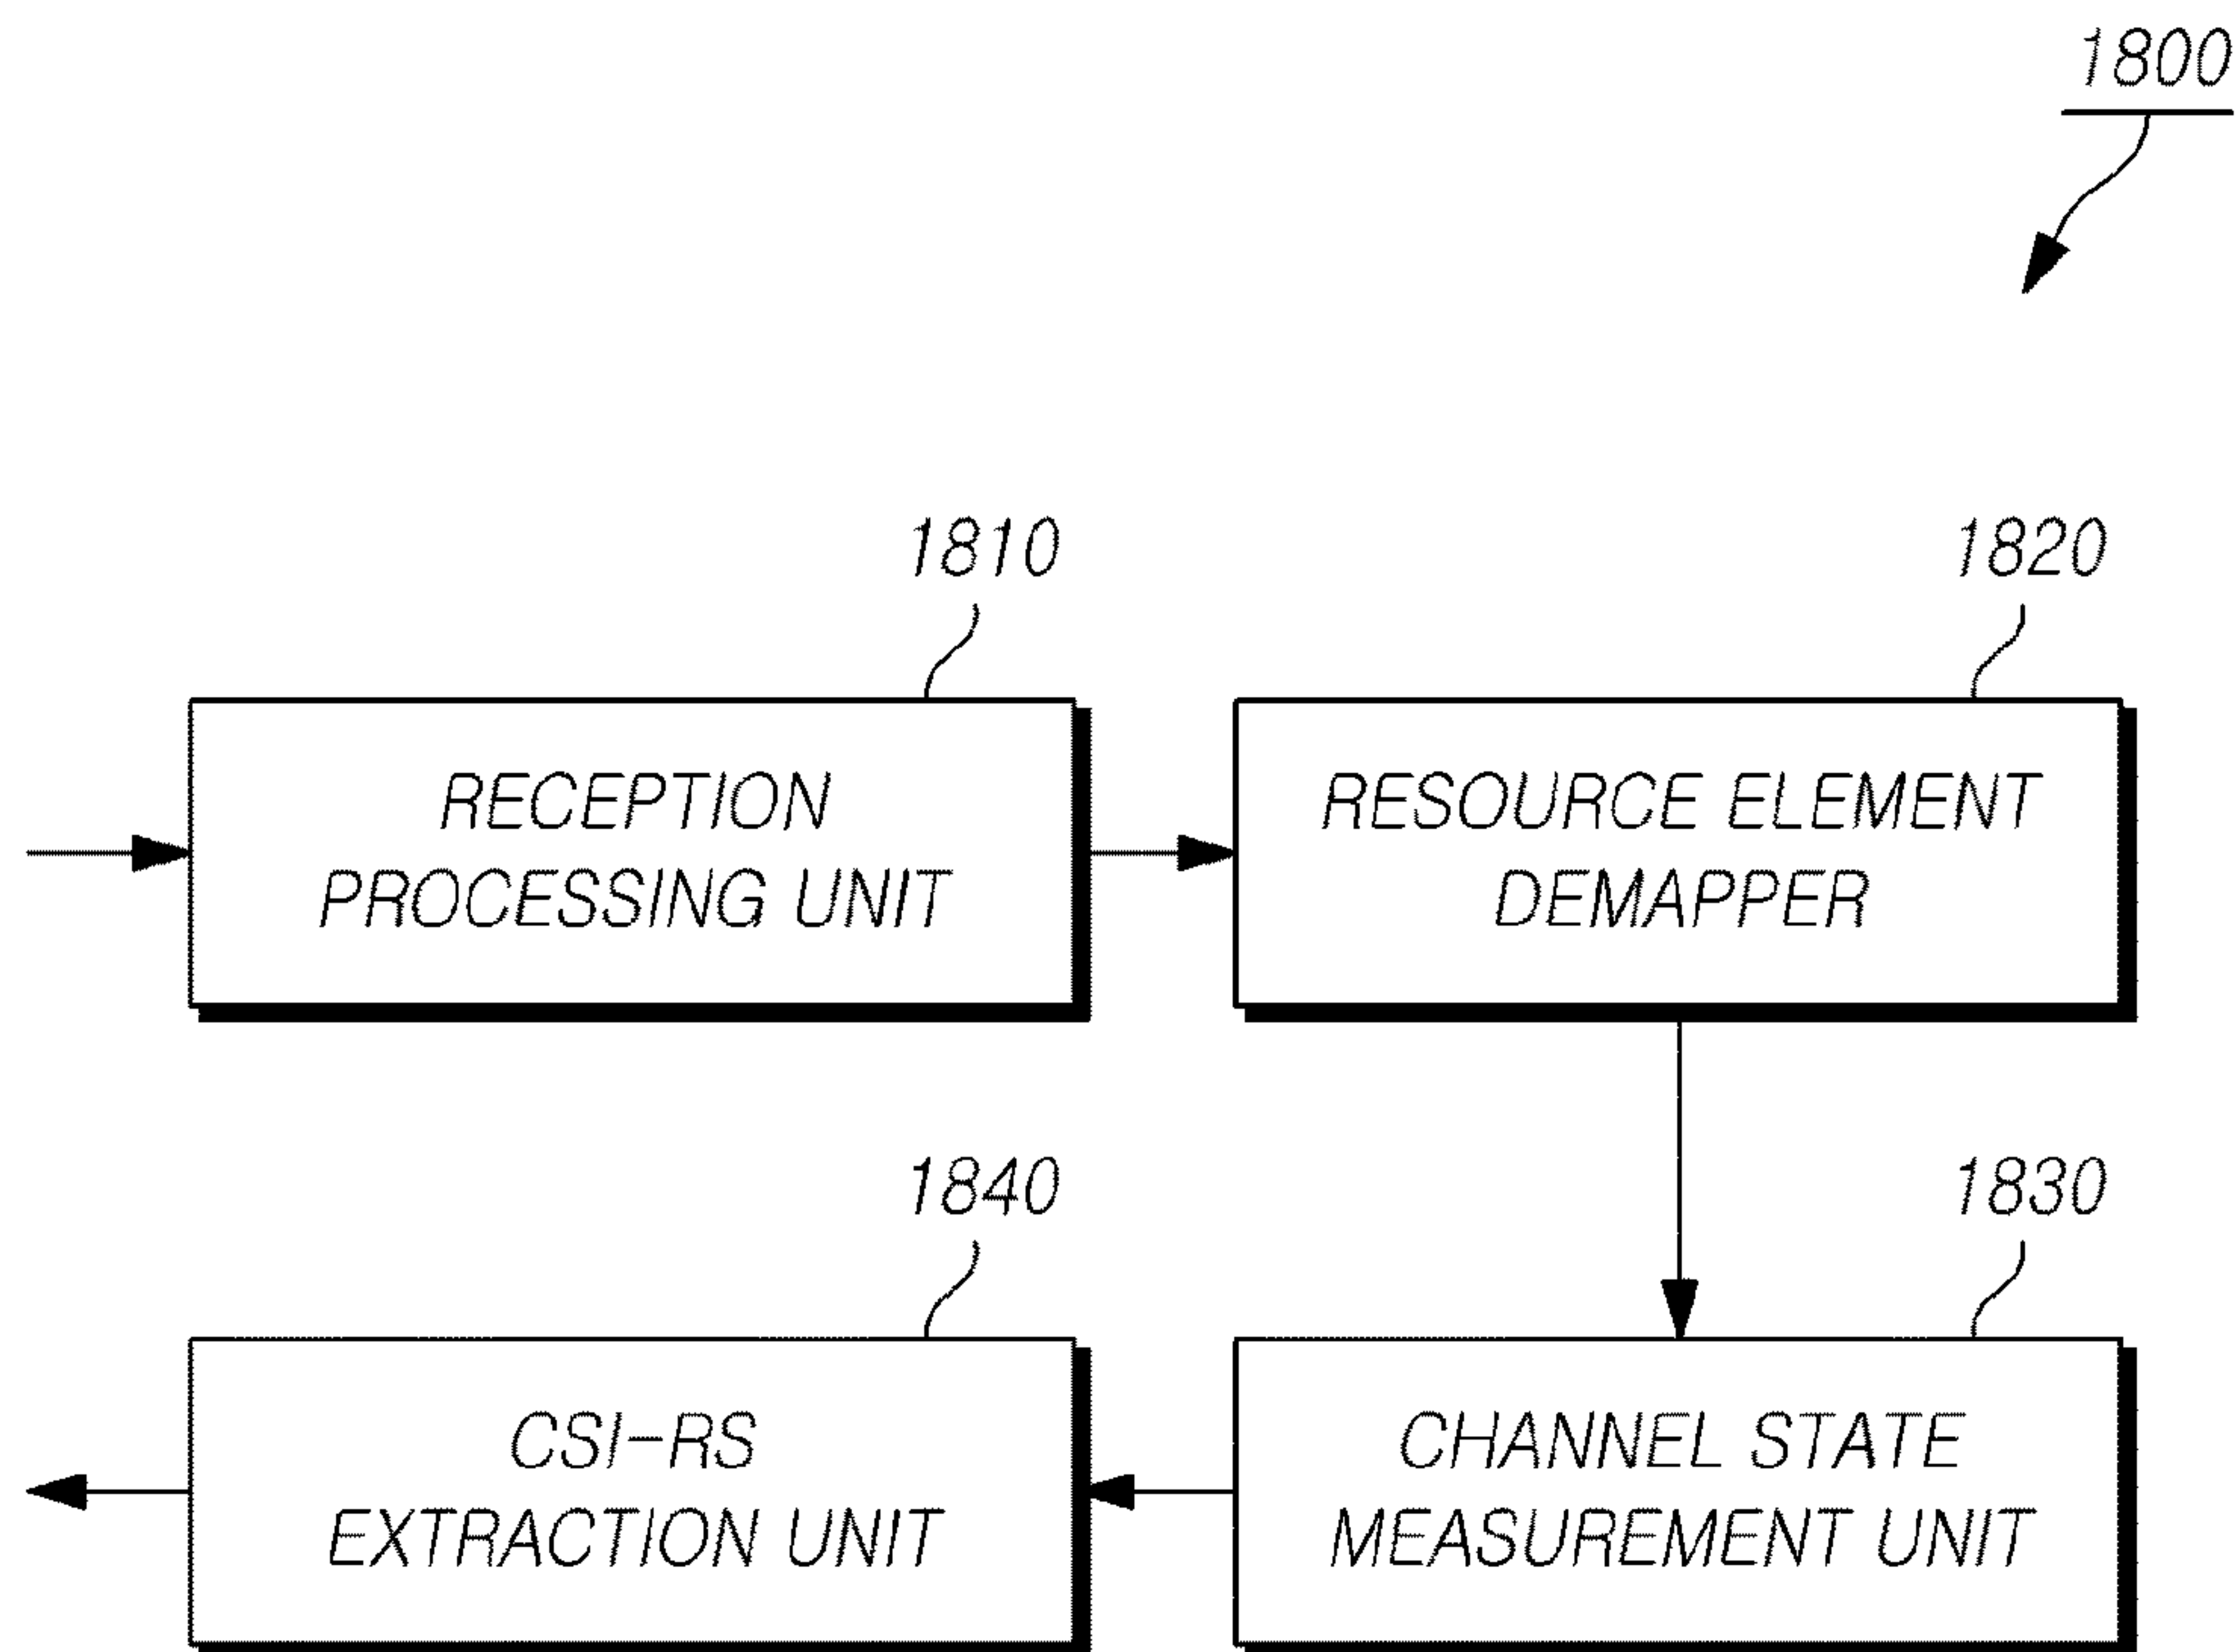 1800
1810
1820
RECEPTION
PROCESSING UNIT
RESOURCE ELEMENT
DEMAPPER
1840
1830
CSI-RS
EXTRACTION UNIT
CHANNEL STATE
MEASUREMENT UNIT